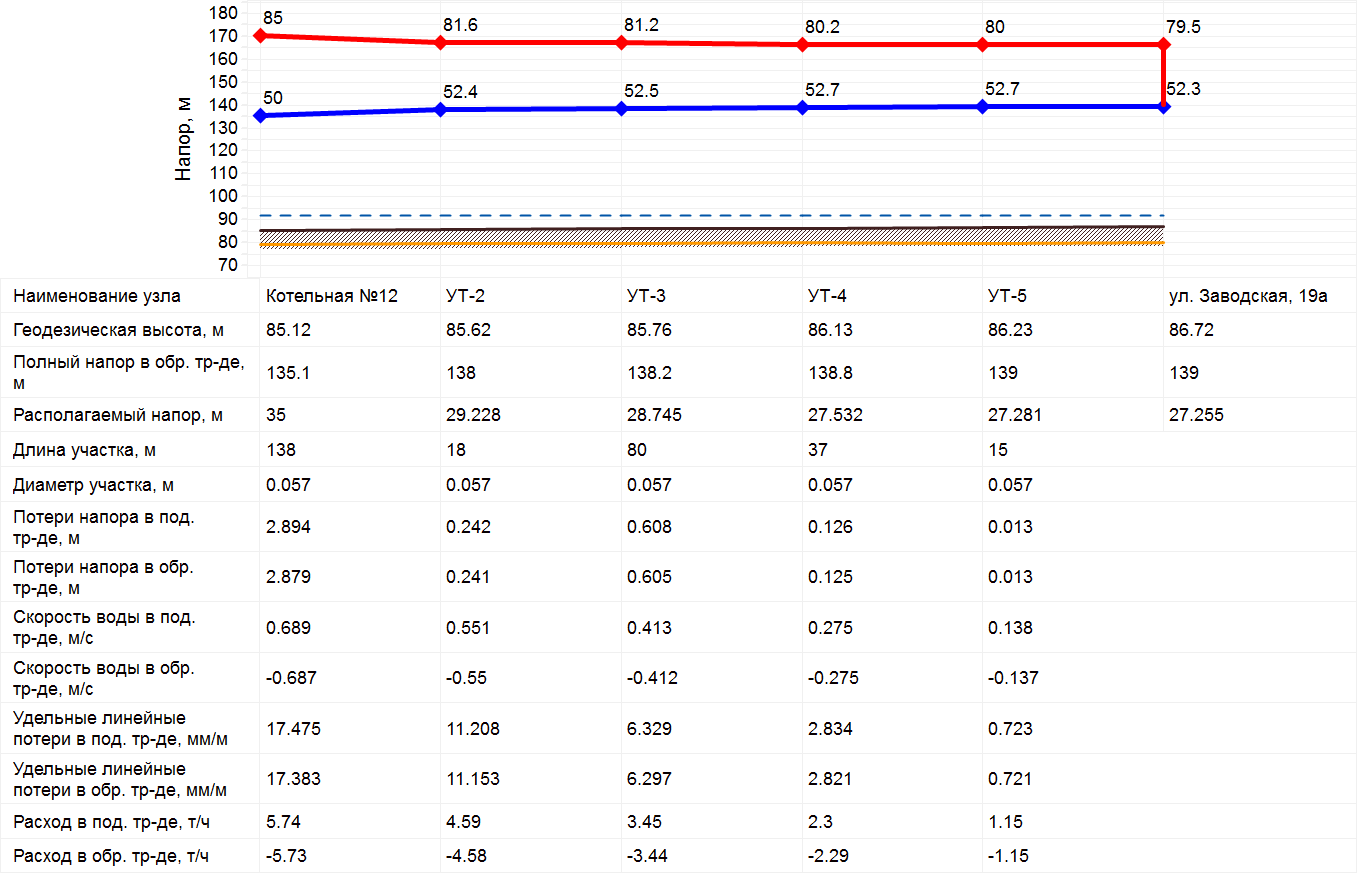 180
170
160
150
140
130
120
110
100
90
80
70
Напор, м
85
81.6
81.2
80.2
80
79.5
50
52.4
52.5
52.7
52.7
52.3
Наименование узла Котельная №12 УТ-2 УТ-3 УТ-4 УТ-5 ул. Заводская, 19а
Геодезическая высота, м 85.12 85.62 85.76 86.13 86.23 86.72
Полный напор в обр. тр-де,
м 135.1 138 138.2 138.8 139 139
Располагаемый напор, м 35 29.228 28.745 27.532 27.281 27.255
Длина участка, м 138 18 80 37 15
Диаметр участка, м 0.057 0.057 0.057 0.057 0.057
Потери напора в под.
тр-де, м 2.894 0.242 0.608 0.126 0.013
Потери напора в обр.
тр-де, м 2.879 0.241 0.605 0.125 0.013
Скорость воды в под.
тр-де, м/с 0.689 0.551 0.413 0.275 0.138
Скорость воды в обр.
тр-де, м/с -0.687 -0.55 -0.412 -0.275 -0.137
Удельные линейные
потери в под. тр-де, мм/м 17.475 11.208 6.329 2.834 0.723
Удельные линейные
потери в обр. тр-де, мм/м 17.383 11.153 6.297 2.821 0.721
Расход в под. тр-де, т/ч 5.74 4.59 3.45 2.3 1.15
Расход в обр. тр-де, т/ч -5.73 -4.58 -3.44 -2.29 -1.15